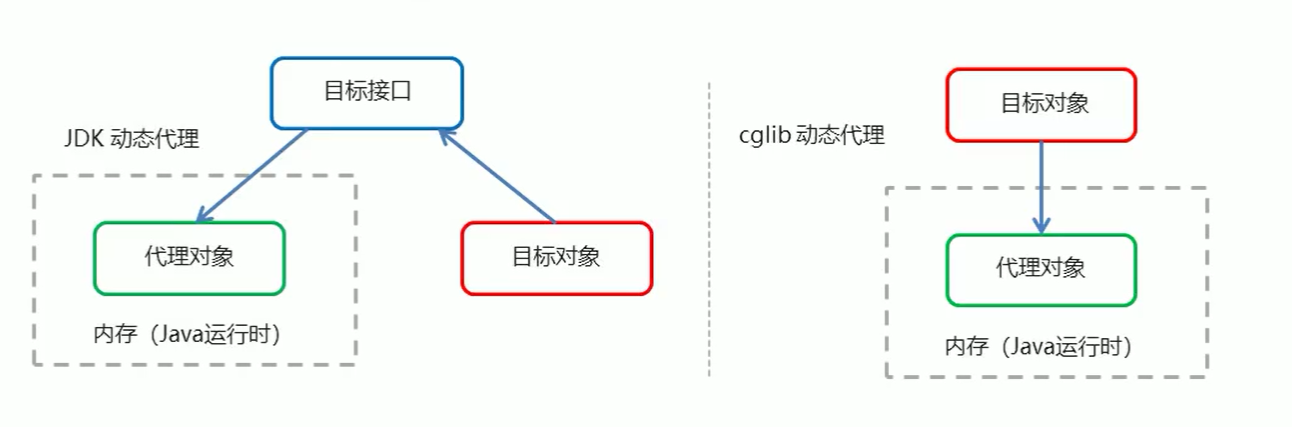 目标接口
JDK 动态代理
代理对象
目标对象
内存（Java运行时）
目标对象
cglib 动态代理
代理对象
内存（Java运行时）